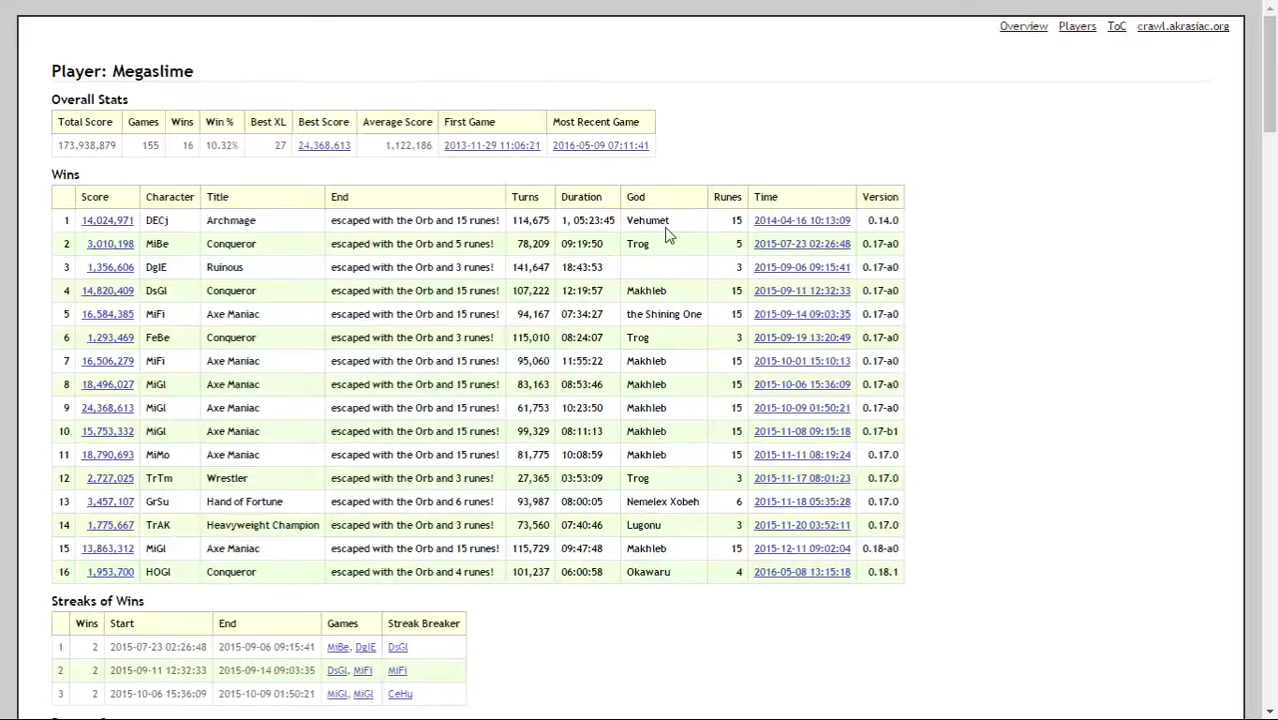 Overview Players ToC crawl.akrasiac.org
Player: Megaslime
Overall Stats
Total Score Games Wins Win % Best XL Best Score Average Score First Game Most Recent Game
173,938,879 155 16 10.32% 27 24,368,613 1,122,186 2013-11-29 11:06:21 2016-05-09 07:11:41
Wins
Score Character Title End Turns Duration God Runes Time Version
1 14,024,971 DECj Archmage escaped with the Orb and 15 runes! 114,675 1, 05:23:45 Vehumet 15 2014-04-16 10:13:09 0.14.0
2 3,010,198 MiBe Conqueror escaped with the Orb and 5 runes! 78,209 09:19:50 Trog 5 2015-07-23 02:26:48 0.17-a0
3 1,356,606 DgIE Ruinous escaped with the Orb and 3 runes! 141,647 18:43:53 3 2015-09-06 09:15:41 0.17-a0
4 14,820,409 DsGl Conqueror escaped with the Orb and 15 runes! 107,222 12:19:57 Makhleb 15 2015-09-11 12:32:33 0.17-a0
5 16,584,385 MiFi Axe Maniac escaped with the Orb and 15 runes! 94,167 07:34:27 the Shining One 15 2015-09-14 09:03:35 0.17-a0
6 1,293,469 FeBe Conqueror escaped with the Orb and 3 runes! 115,010 08:24:07 Trog 3 2015-09-19 13:20:49 0.17-a0
7 16,506,279 MiFi Axe Maniac escaped with the Orb and 15 runes! 95,060 11:55:22 Makhleb 15 2015-10-01 15:10:13 0.17-a0
8 18,496,027 MiGl Axe Maniac escaped with the Orb and 15 runes! 83,163 08:53:46 Makhleb 15 2015-10-06 15:36:09 0.17-a0
9 24,368,613 MiGl Axe Maniac escaped with the Orb and 15 runes! 61,753 10:23:50 Makhleb 15 2015-10-09 01:50:21 0.17-a0
10 15,753,332 MiGl Axe Maniac escaped with the Orb and 15 runes! 99,329 08:11:13 Makhleb 15 2015-11-08 09:15:18 0.17-b1
11 18,790,693 MiMo Axe Maniac escaped with the Orb and 15 runes! 81,775 10:08:59 Makhleb 15 2015-11-11 08:19:24 0.17.0
12 2,727,025 TrTm Wrestler escaped with the Orb and 3 runes! 27,365 03:53:09 Trog 3 2015-11-17 08:01:23 0.17.0
13 3,457,107 GrSu Hand of Fortune escaped with the Orb and 6 runes! 93,987 08:00:05 Nemelex Xobeh 6 2015-11-18 05:35:28 0.17.0
14 1,775,667 TrAK Heavyweight Champion escaped with the Orb and 3 runes! 73,560 07:40:46 Lugonu 3 2015-11-20 03:52:11 0.17.0
15 13,863,312 MiGl Axe Maniac escaped with the Orb and 15 runes! 115,729 09:47:48 Makhleb 15 2015-12-11 09:02:04 0.18-a0
16 1,953,700 HOGl Conqueror escaped with the Orb and 4 runes! 101,237 06:00:58 Okawaru 4 2016-05-08 13:15:18 0.18.1
Streaks of Wins
Wins Start End Games Streak Breaker
1 2 2015-07-23 02:26:48 2015-09-06 09:15:41 MiBe, DgIE DsGl
2 2 2015-09-11 12:32:33 2015-09-14 09:03:35 DsGl, MiFi MiFi
3 2 2015-10-06 15:36:09 2015-10-09 01:50:21 MiGl, MiGl CeHu